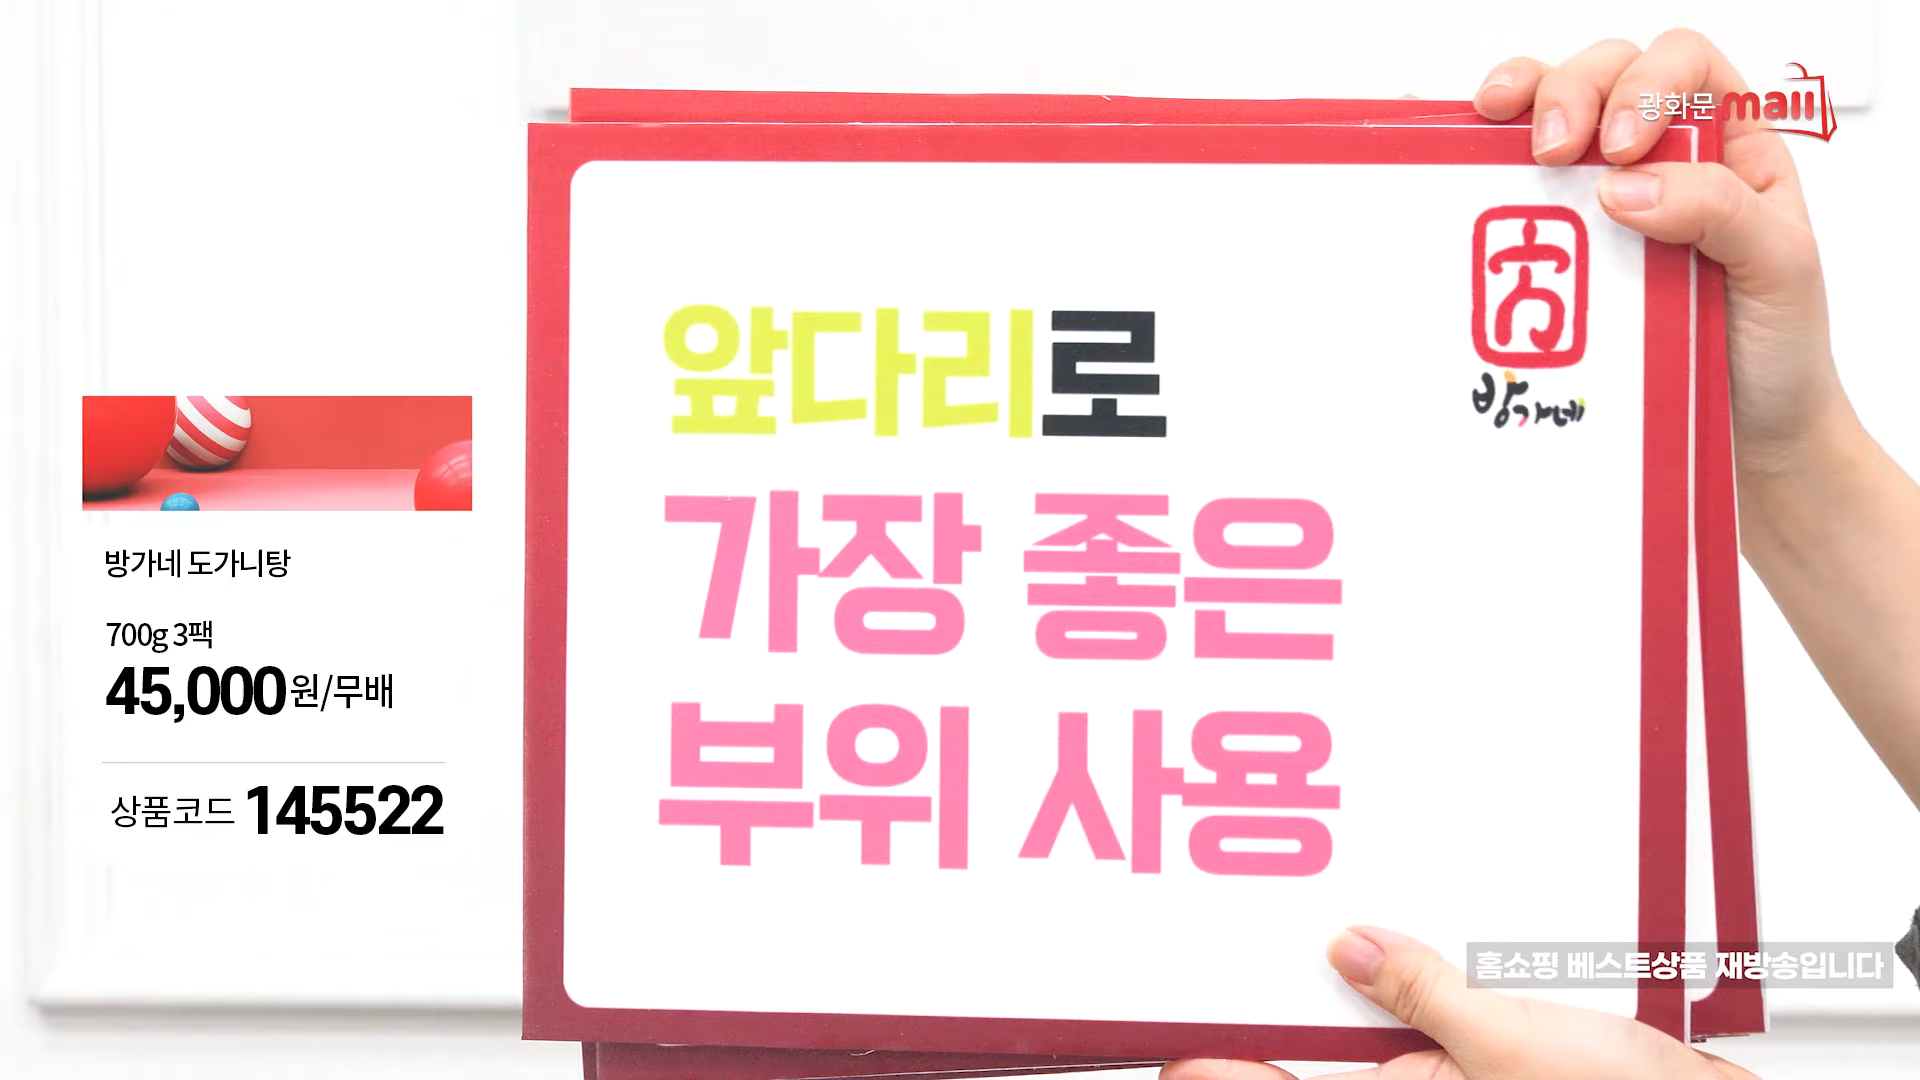 광화문 mall
方
방가네
앞다리로
가장 좋은
부위 사용
방가네 도가니탕
700g 3팩
45,000원/무배
상품코드 145522
홈쇼핑 베스트상품 재방송입니다